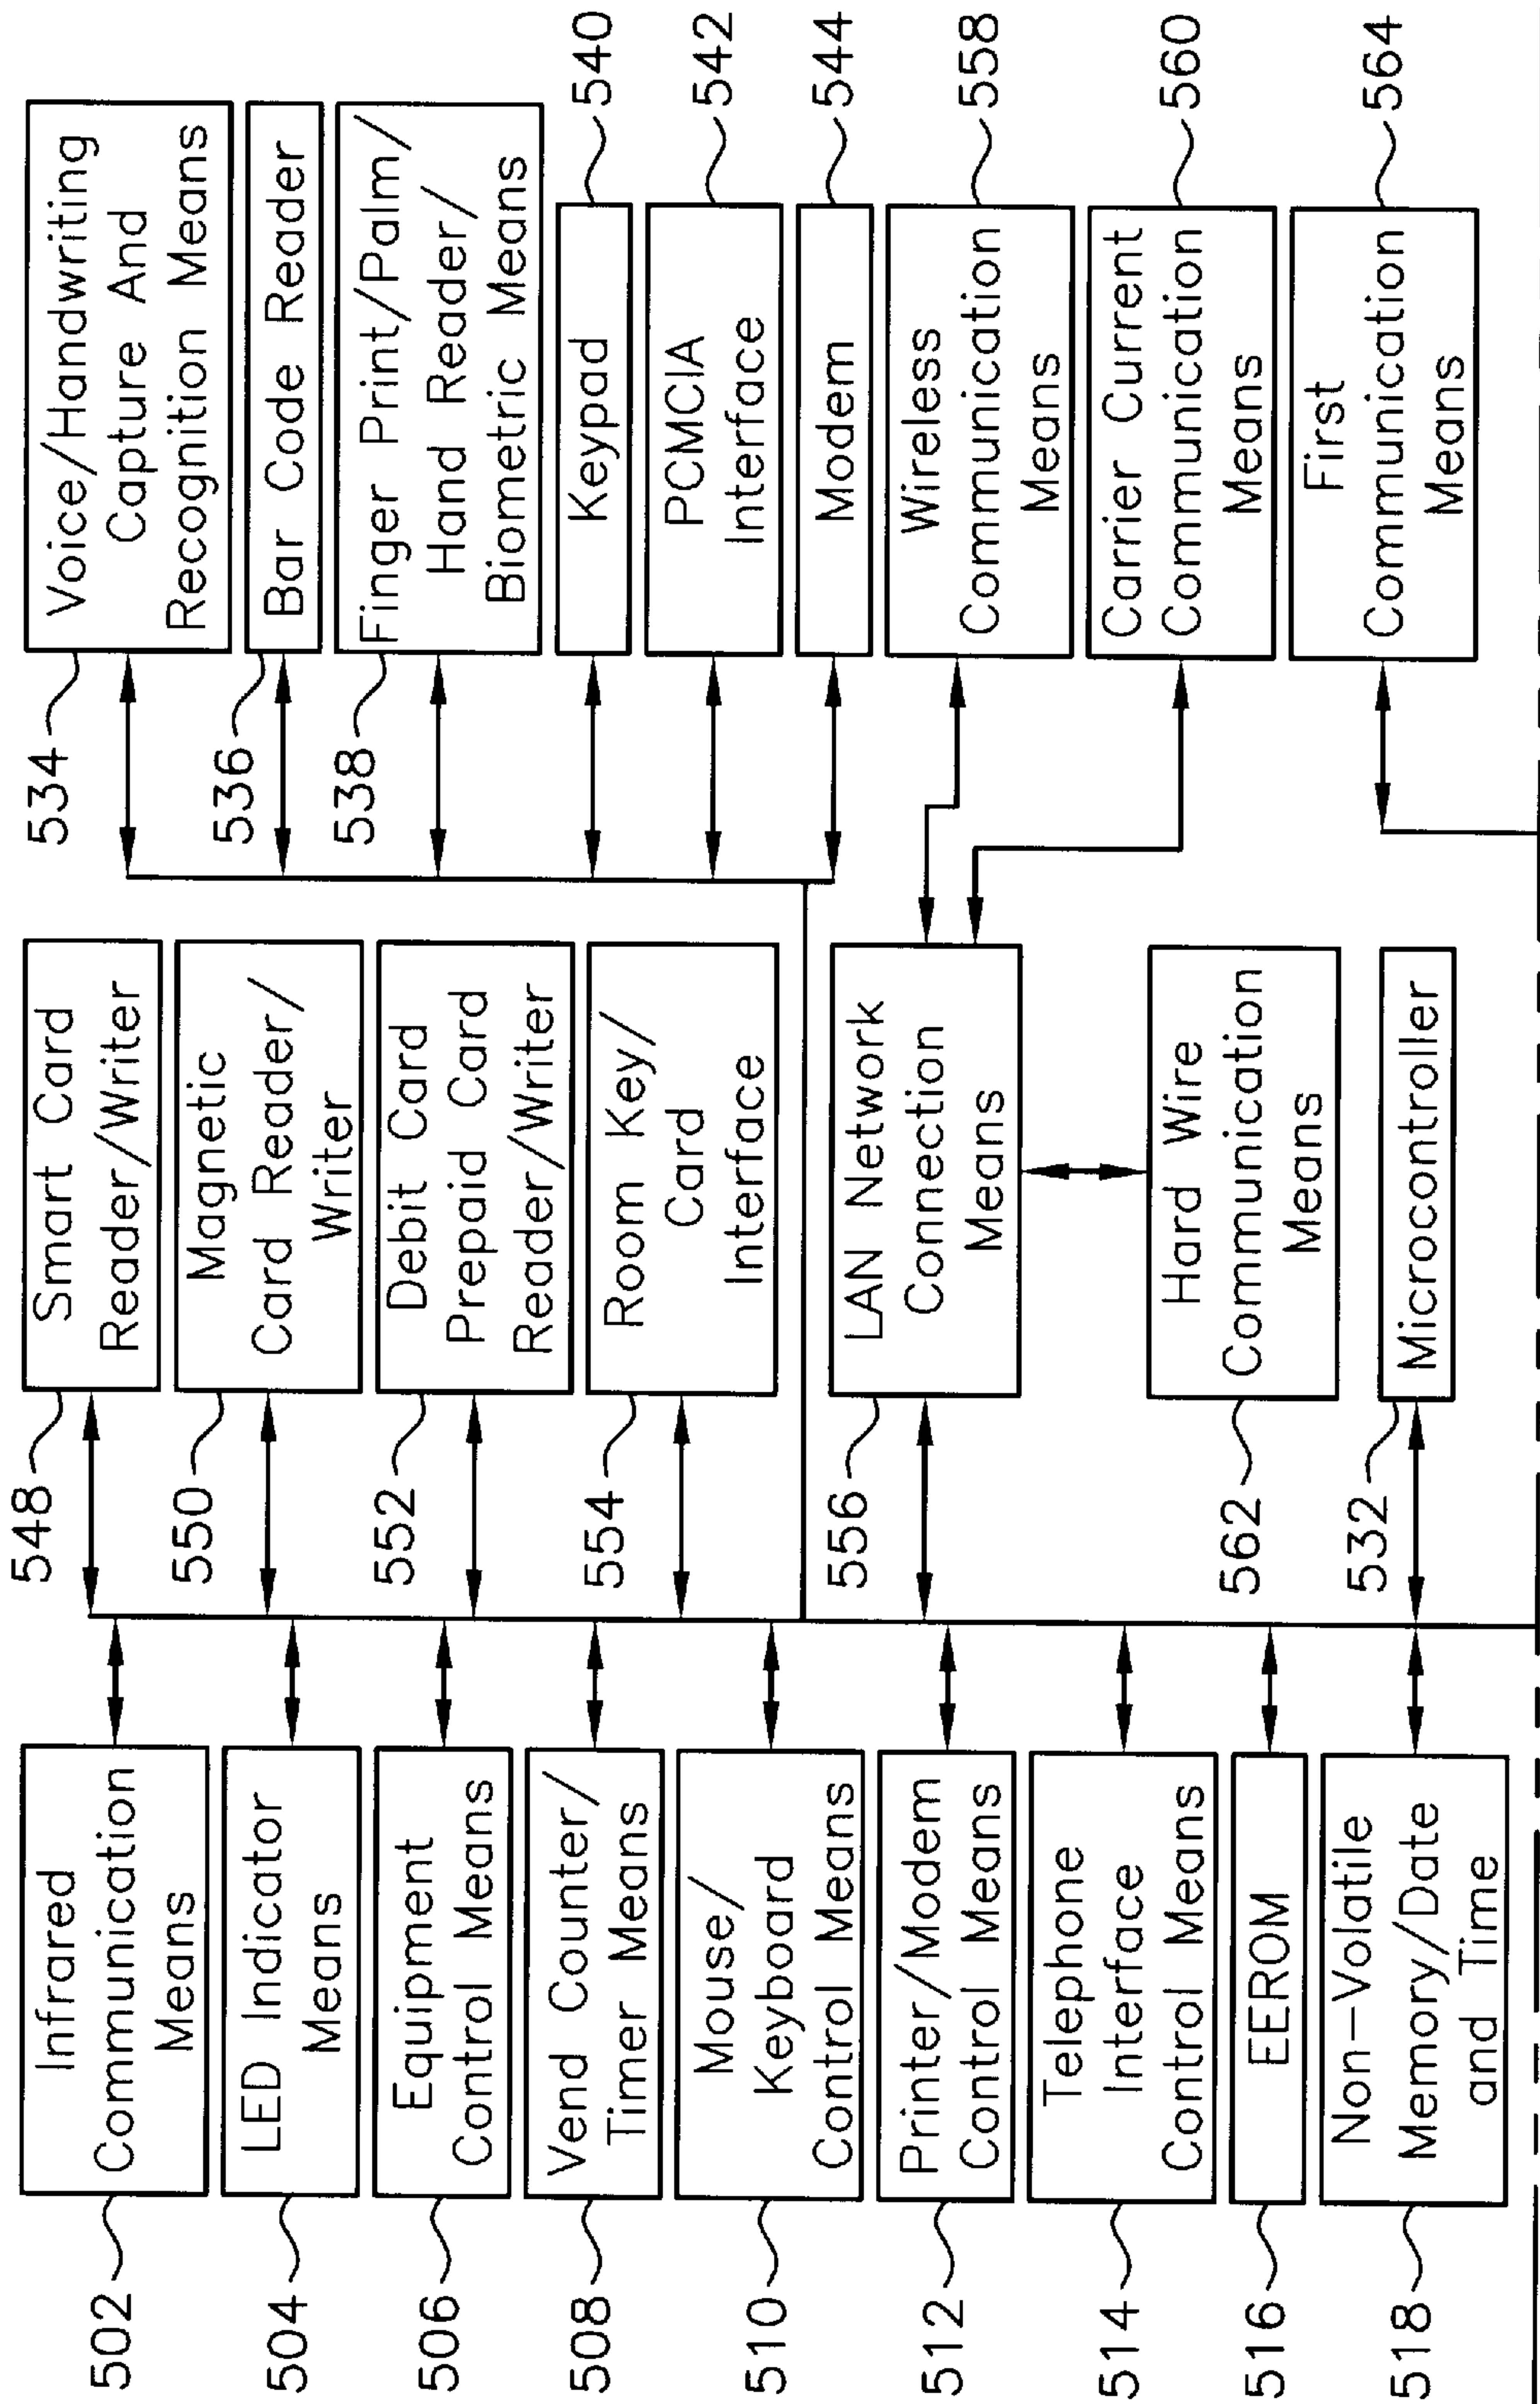 502
Infrared
Communication
Means
504
LED Indicator
Means
506
Equipment
Control Means
508
Vend Counter/
Timer Means
510
Mouse/
Keyboard
Control Means
512
Printer/Modem
Control Means
514
Telephone
Interface
Control Means
516
EEROM
518
Non-Volatile
Memory/Date
and Time
548
Smart Card
Reader/Writer
550
Magnetic
Card Reader/
Writer
552
Debit Card
Prepaid Card
Reader/Writer
554
Room Key/
Card
Interface
556
LAN Network
Connection
Means
562
Hard Wire
Communication
Means
532
Microcontroller
534
Voice/Handwriting
Capture And
Recognition Means
536
Bar Code Reader
538
Finger Print/Palm/
Hand Reader/
Biometric Means
Keypad
540
PCMCIA
Interface
542
Modem
544
Wireless
Communication
Means
558
Carrier Current
Communication
Means
560
First
Communication
Means
564